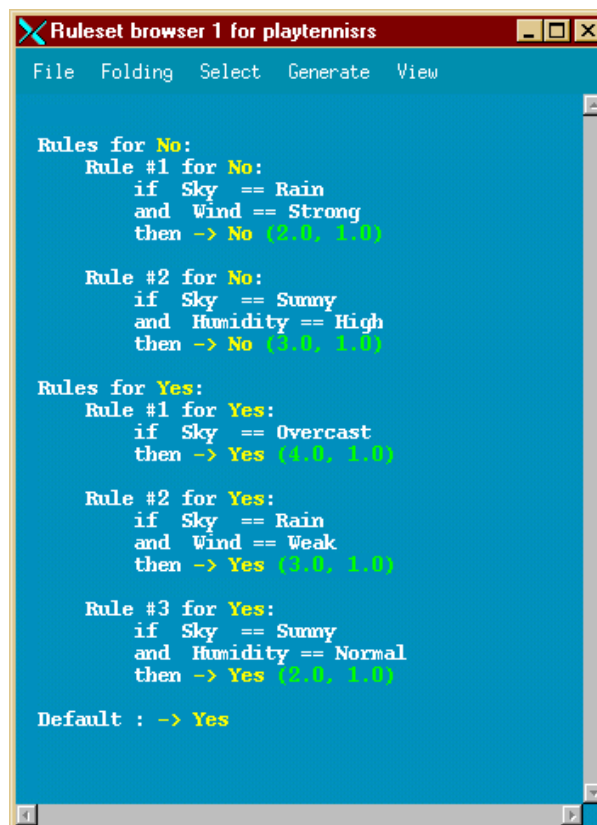 Ruleset browser 1 for playtennisrs
File Folding Select Generate View
Rules for No:
Rule #1 for No:
if Sky == Rain
and Wind == Strong
then -> No (2.0, 1.0)
Rule #2 for No:
if Sky == Sunny
and Humidity == High
then -> No (3.0, 1.0)
Rules for Yes:
Rule #1 for Yes:
if Sky == Overcast
then -> Yes (4.0, 1.0)
Rule #2 for Yes:
if Sky == Rain
and Wind == Weak
then -> Yes (3.0, 1.0)
Rule #3 for Yes:
if Sky == Sunny
and Humidity == Normal
then -> Yes (2.0, 1.0)
Default : -> Yes